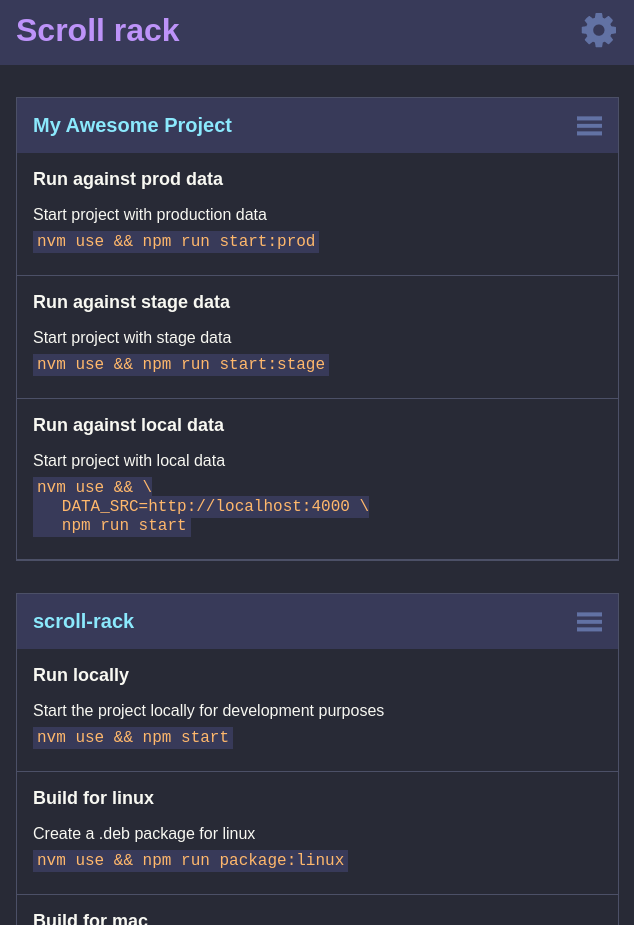 Scroll rack
My Awesome Project
Run against prod data
Start project with production data
nvm use && npm run start:prod
Run against stage data
Start project with stage data
nvm use && npm run start:stage
Run against local data
Start project with local data
nvm use && \
DATA_SRC=http://localhost:4000 \
npm run start
scroll-rack
Run locally
Start the project locally for development purposes
nvm use && npm start
Build for linux
Create a .deb package for linux
nvm use && npm run package:linux
Build for mac